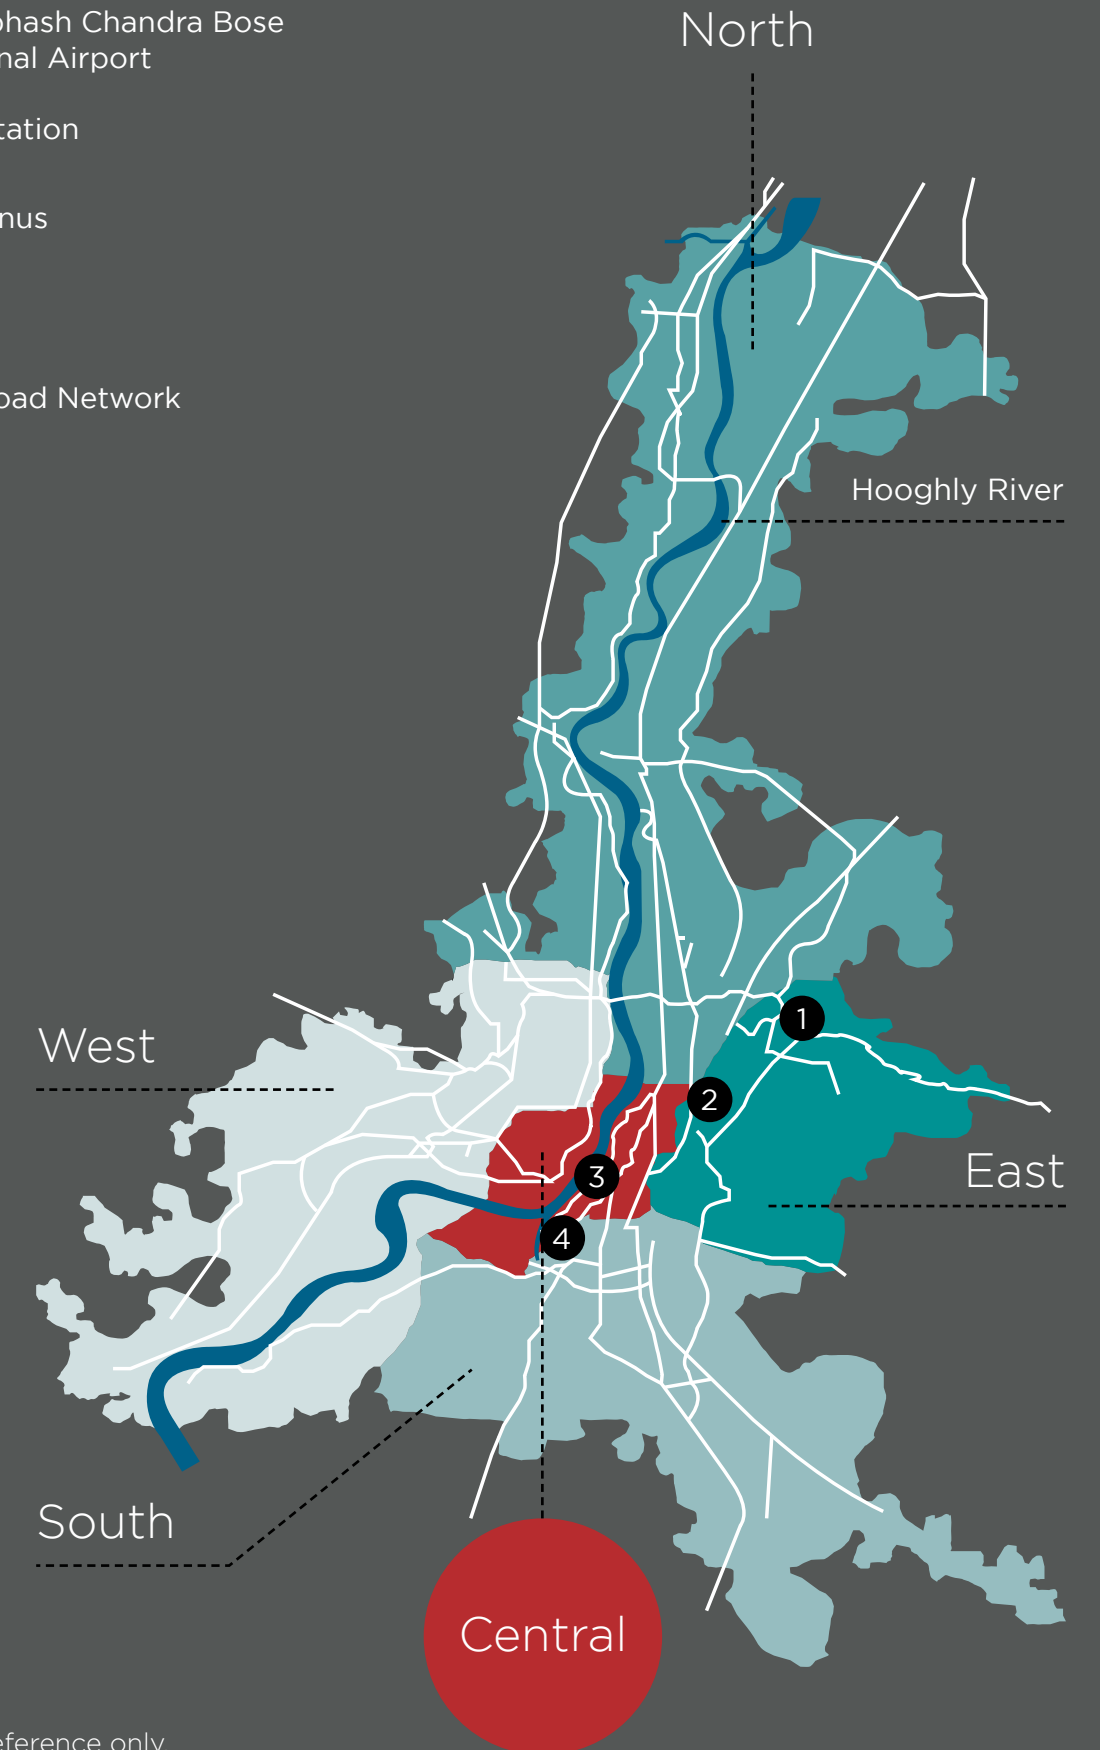 bhash Chandra Bose
nal Airport
North
tation
nus
oad Network
Hooghly River
1
West
2
East
3
4
South
Central
eference only